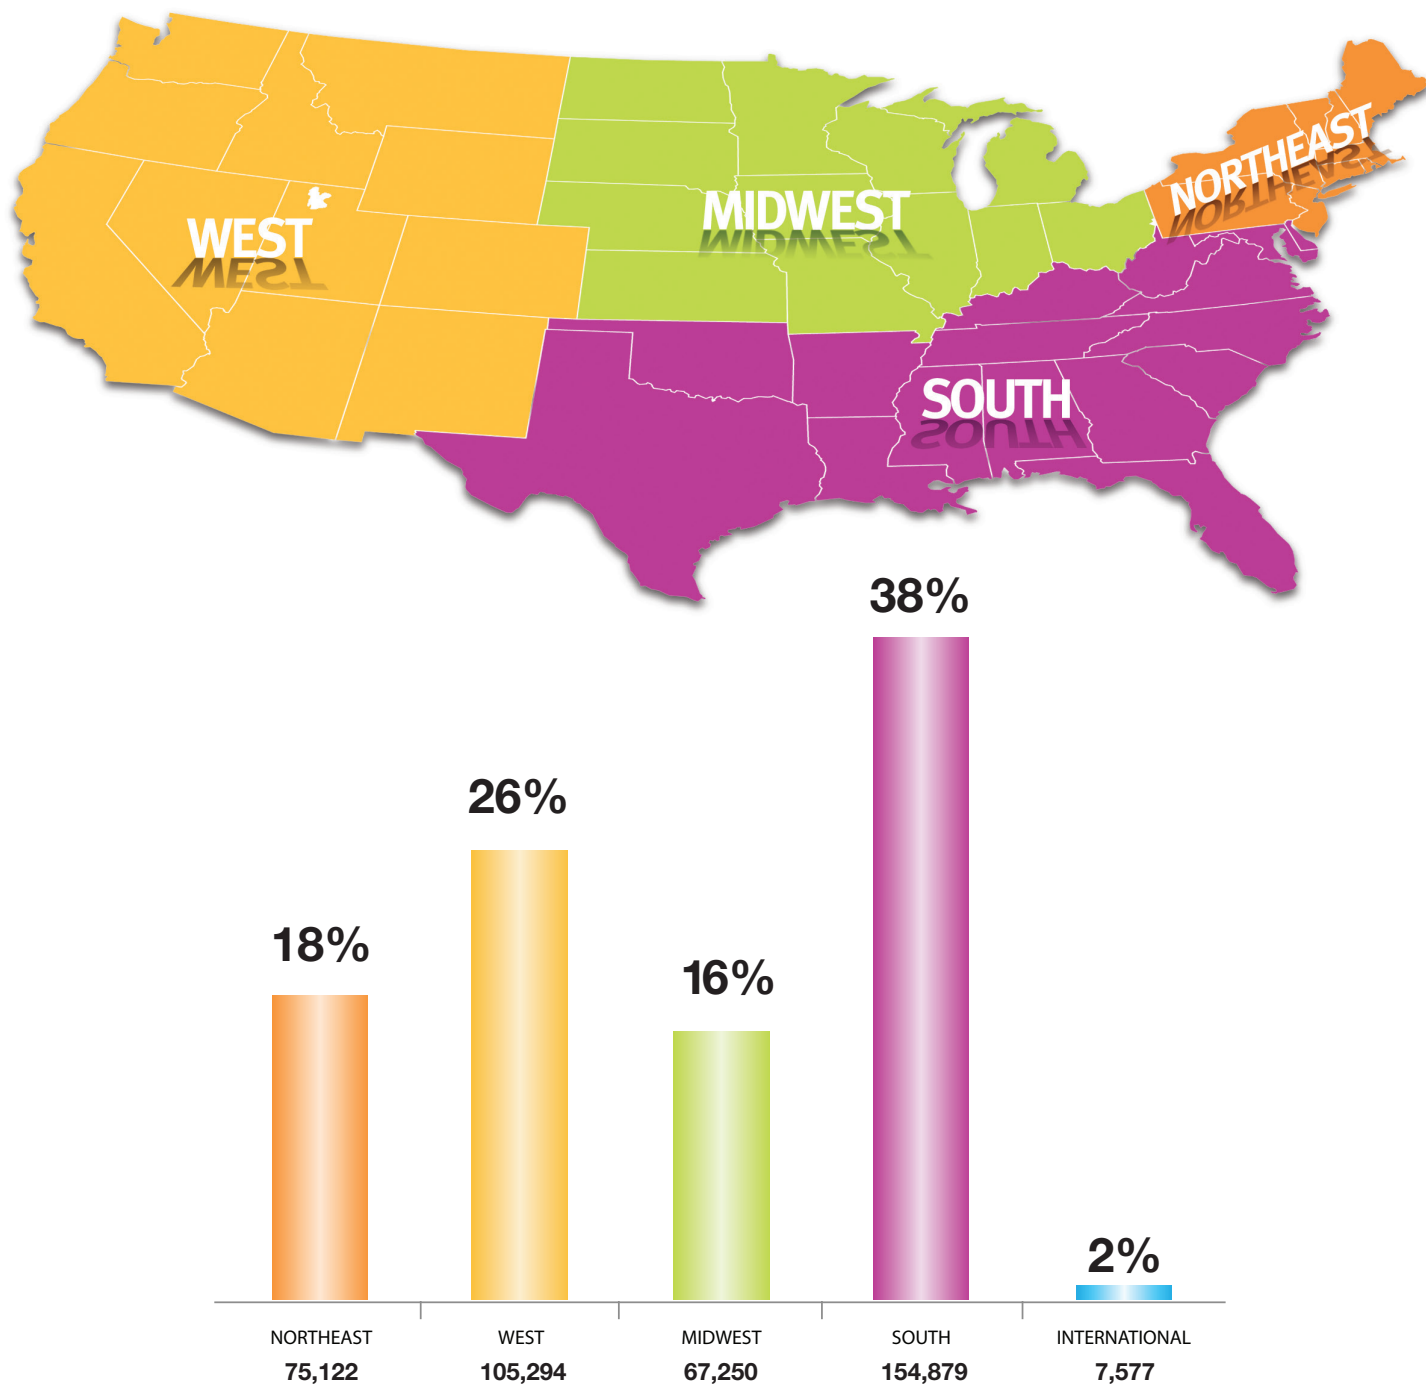 NORTHEAST
MIDWEST
WEST
SOUTH
38%
26%
18%
16%
2%
NORTHEAST WEST MIDWEST SOUTH INTERNATIONAL
75,122 105,294 67,250 154,879 7,577